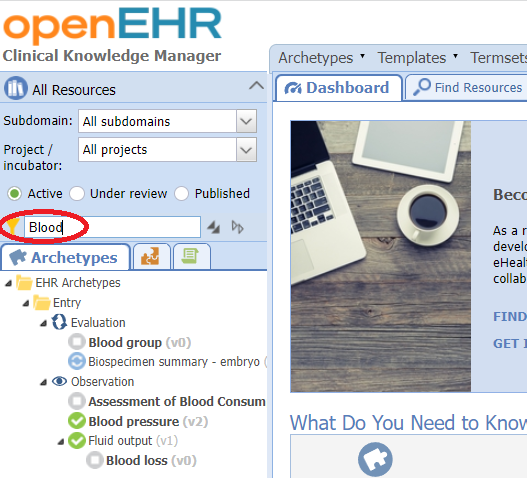 openEHR
Clinical Knowledge Manager
All Resources
Subdomain: All subdomains
Project / incubator: All projects
Active Under review Published
Blood
Archetypes
EHR Archetypes
Entry
Evaluation
Blood group (v0)
Biospecimen summary - embryo (
Observation
Assessment of Blood Consum
Blood pressure (v2)
Fluid output (v1)
Blood loss (v0)
Archetypes Templates Termsets
Dashboard Find Resources
Beco
As a r
develo
eHealt
collab
FIND
GET I
What Do You Need to Know